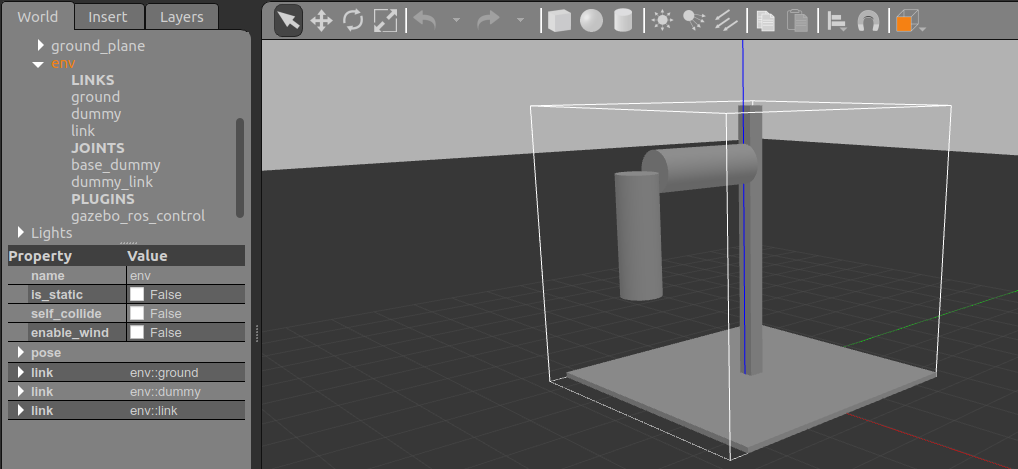 World Insert Layers
ground_plane
env
LINKS
ground
dummy
link
JOINTS
base_dummy
dummy_link
PLUGINS
gazebo_ros_control
Lights
Property Value
name env
is_static False
self_collide False
enable_wind False
pose
link env::ground
link env::dummy
link env::link